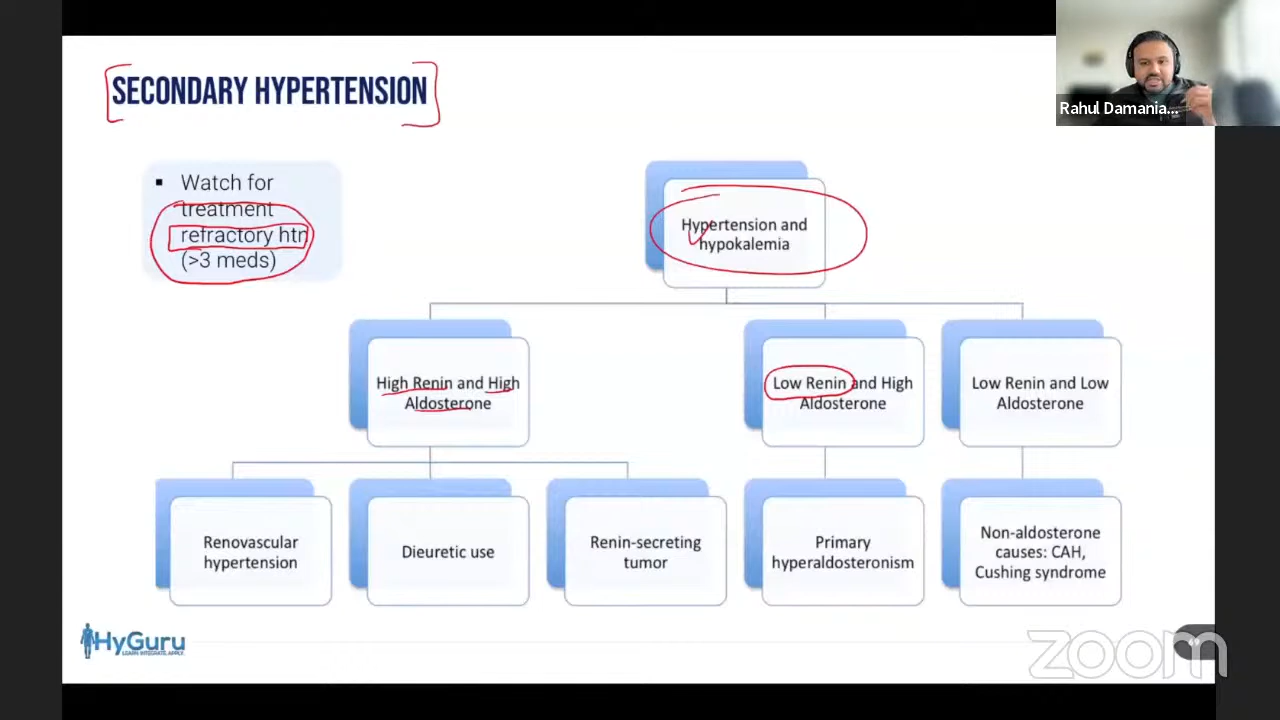 SECONDARY HYPERTENSION
Rahul Damania...
▪ Watch for
treatment
refractory htn
(>3 meds)
Hypertension and
hypokalemia
High Renin and High
Aldosterone
Low Renin and High
Aldosterone
Low Renin and Low
Aldosterone
Renovascular
hypertension
Dieuretic use
Renin-secreting
tumor
Primary
hyperaldosteronism
Non-aldosterone
causes: CAH,
Cushing syndrome
HyGuru
LEARN. INTEGRATE. APPLY.
zoom